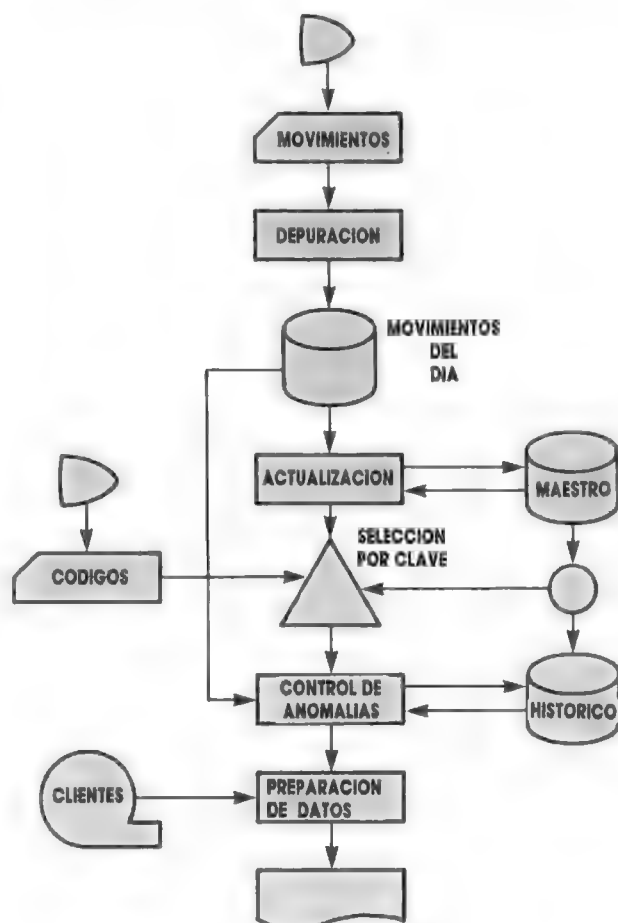 MOVIMIENTOS
DEPURACION
MOVIMIENTOS
DEL
DIA
ACTUALIZACION
MAESTRO
SELECCION
POR CLAVE
CODIGOS
CONTROL DE
ANOMALIAS
HISTORICO
CLIENTES
PREPARACION
DE DATOS